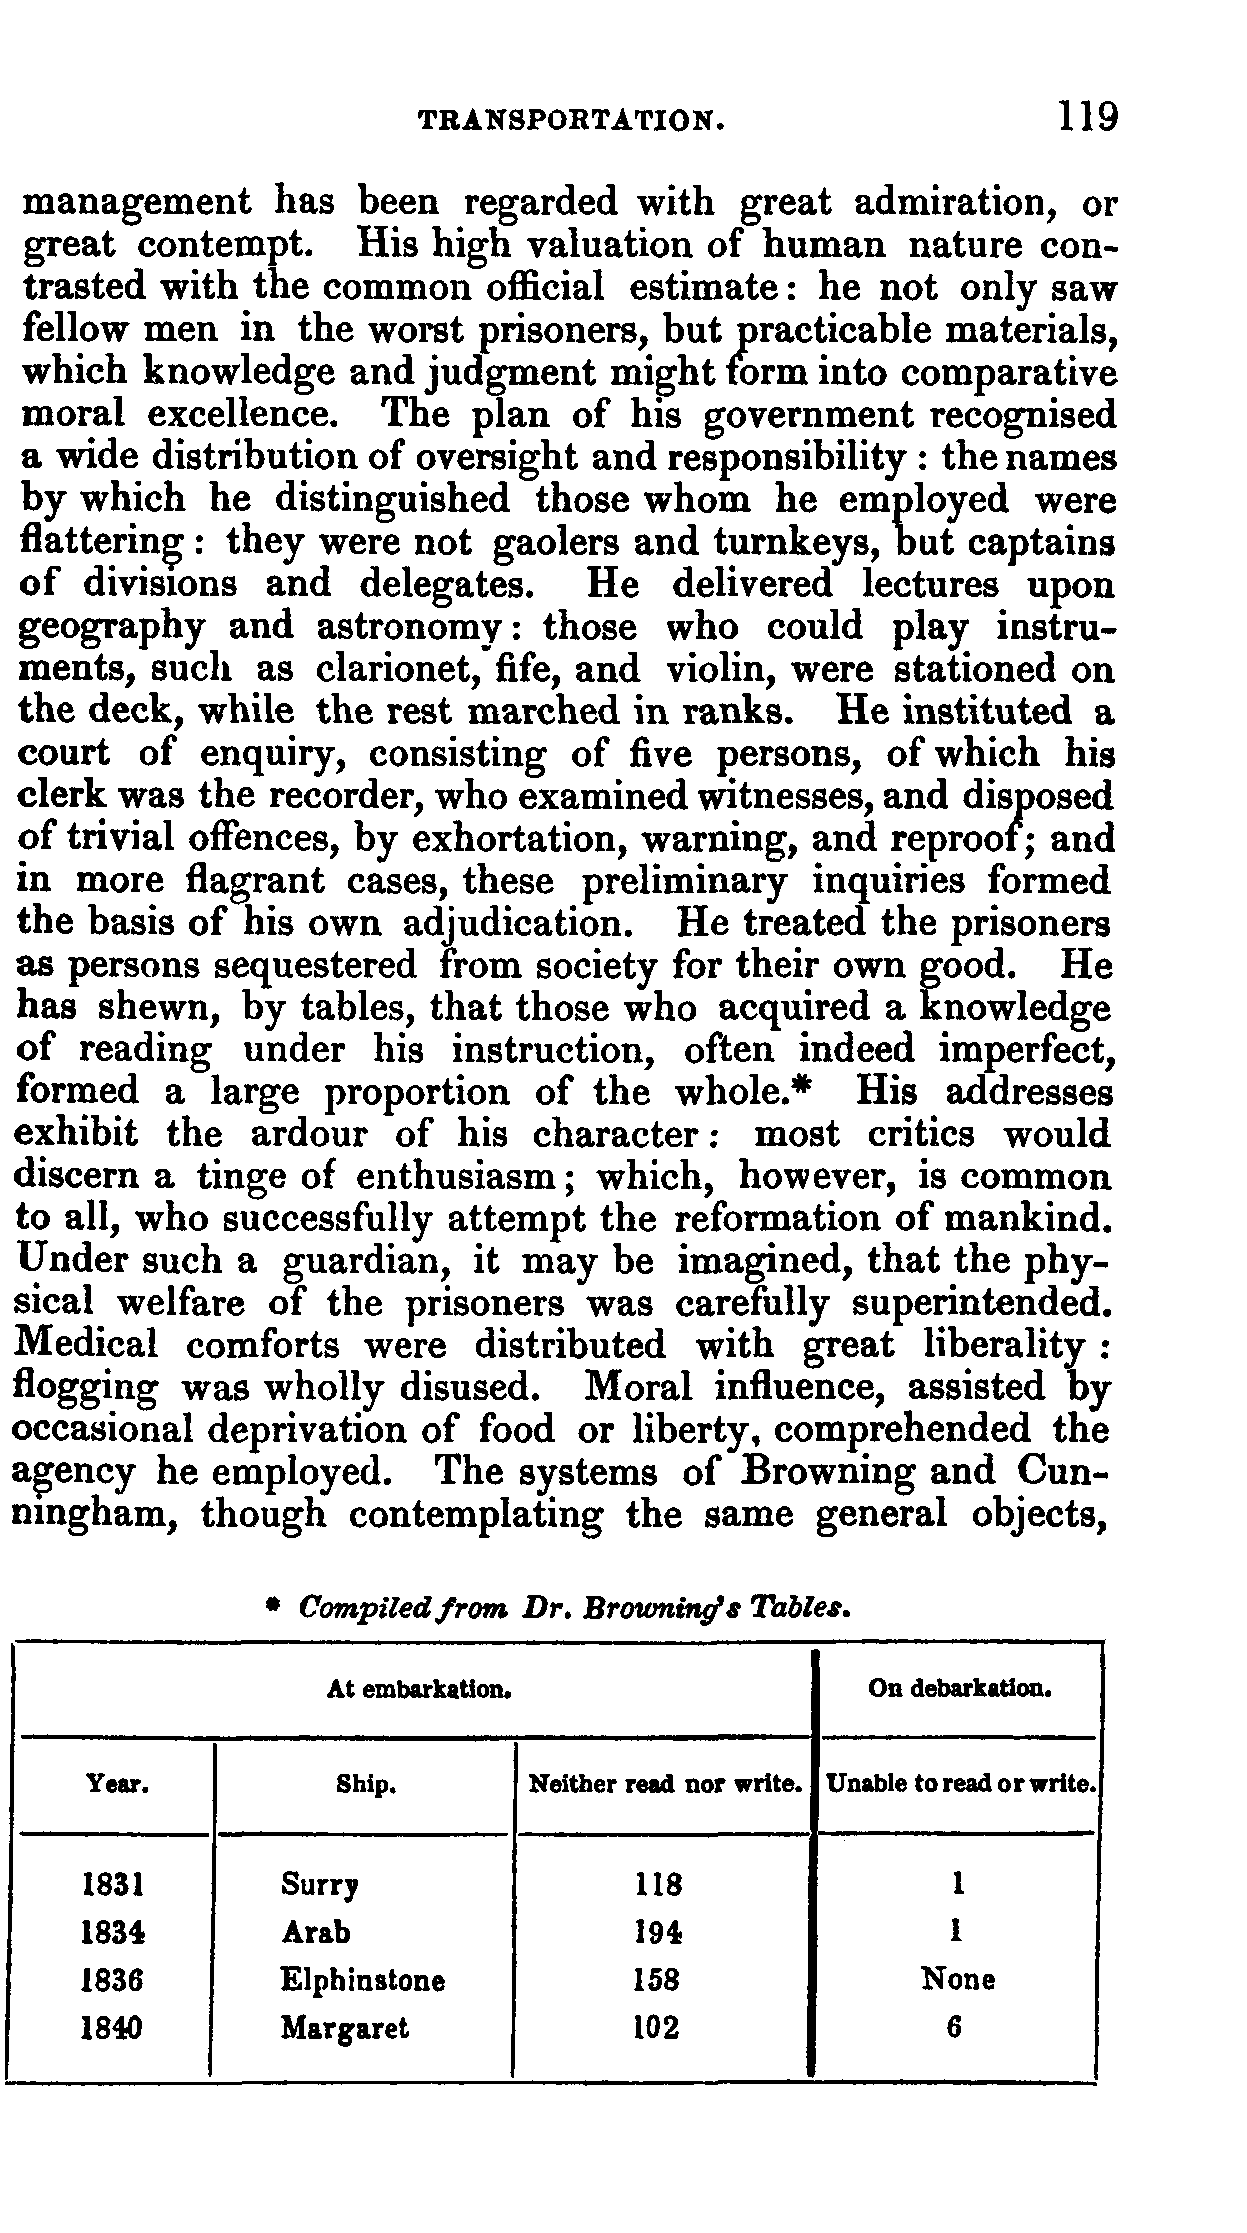 TRANSPORTATION. 119
management has been regarded with great admiration, or
great contempt. His high valuation of human nature con-
trasted with the common official estimate: he not only saw
fellow men in the worst prisoners, but practicable materials,
which knowledge and judgment might form into comparative
moral excellence. The plan of his government recognised
a wide distribution of oversight and responsibility : the names
by which he distinguished those whom he employed were
flattering : they were not gaolers and turnkeys, but captains
of divisions and delegates. He delivered lectures upon
geography and astronomy: those who could play instru-
ments, such as clarionet, fife, and violin, were stationed on
the deck, while the rest marched in ranks. He instituted a
court of enquiry, consisting of five persons, of which his
clerk was the recorder, who examined witnesses, and disposed
of trivial offences, by exhortation, warning, and reproof; and
in more flagrant cases, these preliminary inquiries formed
the basis of his own adjudication. He treated the prisoners
as persons sequestered from society for their own good. He
has shewn, by tables, that those who acquired a knowledge
of reading under his instruction, often indeed imperfect,
formed a large proportion of the whole.* His addresses
exhibit the ardour of his character: most critics would
discern a tinge of enthusiasm; which, however, is common
to all, who successfully attempt the reformation of mankind.
Under such a guardian, it may be imagined, that the phy-
sical welfare of the prisoners was carefully superintended.
Medical comforts were distributed with great liberality :
flogging was wholly disused. Moral influence, assisted by
occasional deprivation of food or liberty, comprehended the
agency he employed. The systems of Browning and Cun-
ningham, though contemplating the same general objects,
* Compiled from Dr. Browning's Tables.
At embarkation. On debarkation.
Year. Ship. Neither read nor write. Unable to read or write.
1831 Surry 118 1
1834 Arab 194 1
1836 Elphinstone 158 None
1840 Margaret 102 6